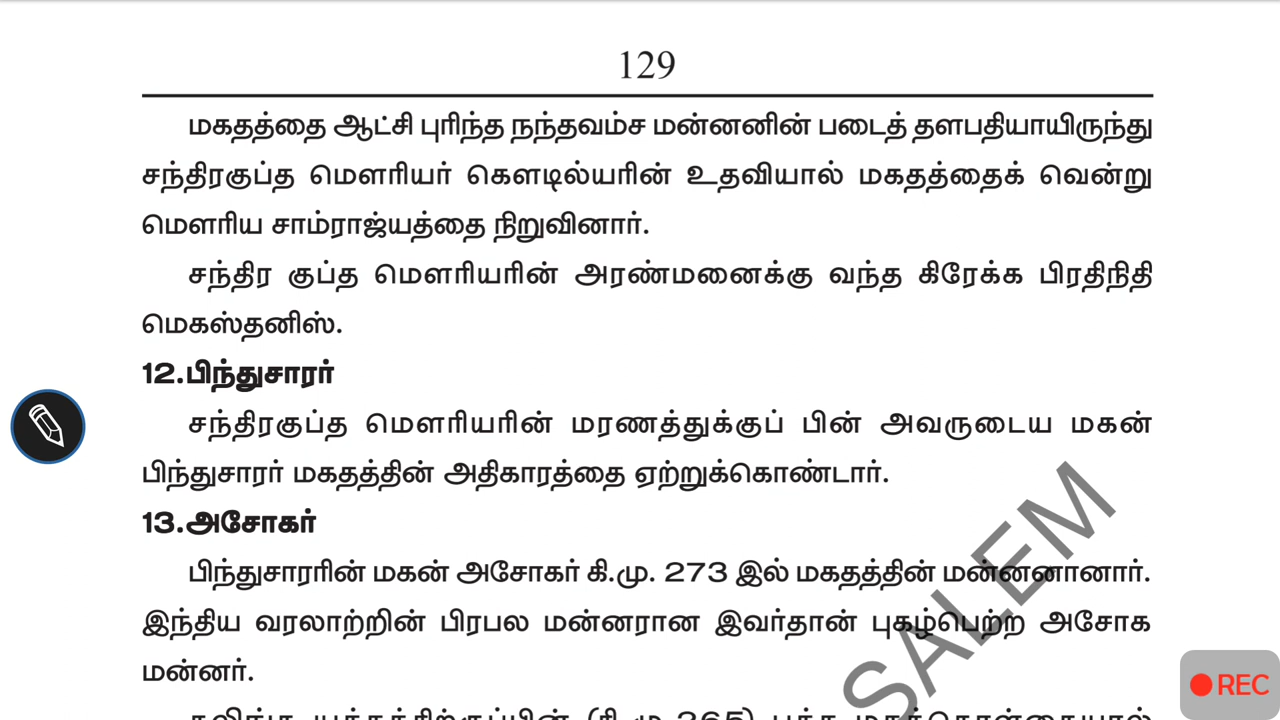 129
மகதத்தை ஆட்சி புரிந்த நந்தவம்ச மன்னனின் படைத் தளபதியாயிருந்து
சந்திரகுப்த மௌரியர் கௌடில்யரின் உதவியால் மகதத்தைக் வென்று
மௌரிய சாம்ராஜ்யத்தை நிறுவினார்.
சந்திர குப்த மௌரியரின் அரண்மனைக்கு வந்த கிரேக்க பிரதிநிதி
மெகஸ்தனிஸ்.
12.பிந்துசாரர்
சந்திரகுப்த மௌரியரின் மரணத்துக்குப் பின் அவருடைய மகன்
பிந்துசாரர் மகதத்தின் அதிகாரத்தை ஏற்றுக்கொண்டார்.
13.அசோகர்
பிந்துசாரரின் மகன் அசோகர் கி.மு. 273 இல் மகதத்தின் மன்னனானார்.
இந்திய வரலாற்றின் பிரபல மன்னரான இவர்தான் புகழ்பெற்ற அசோக
மன்னர்.
SALEM
REC